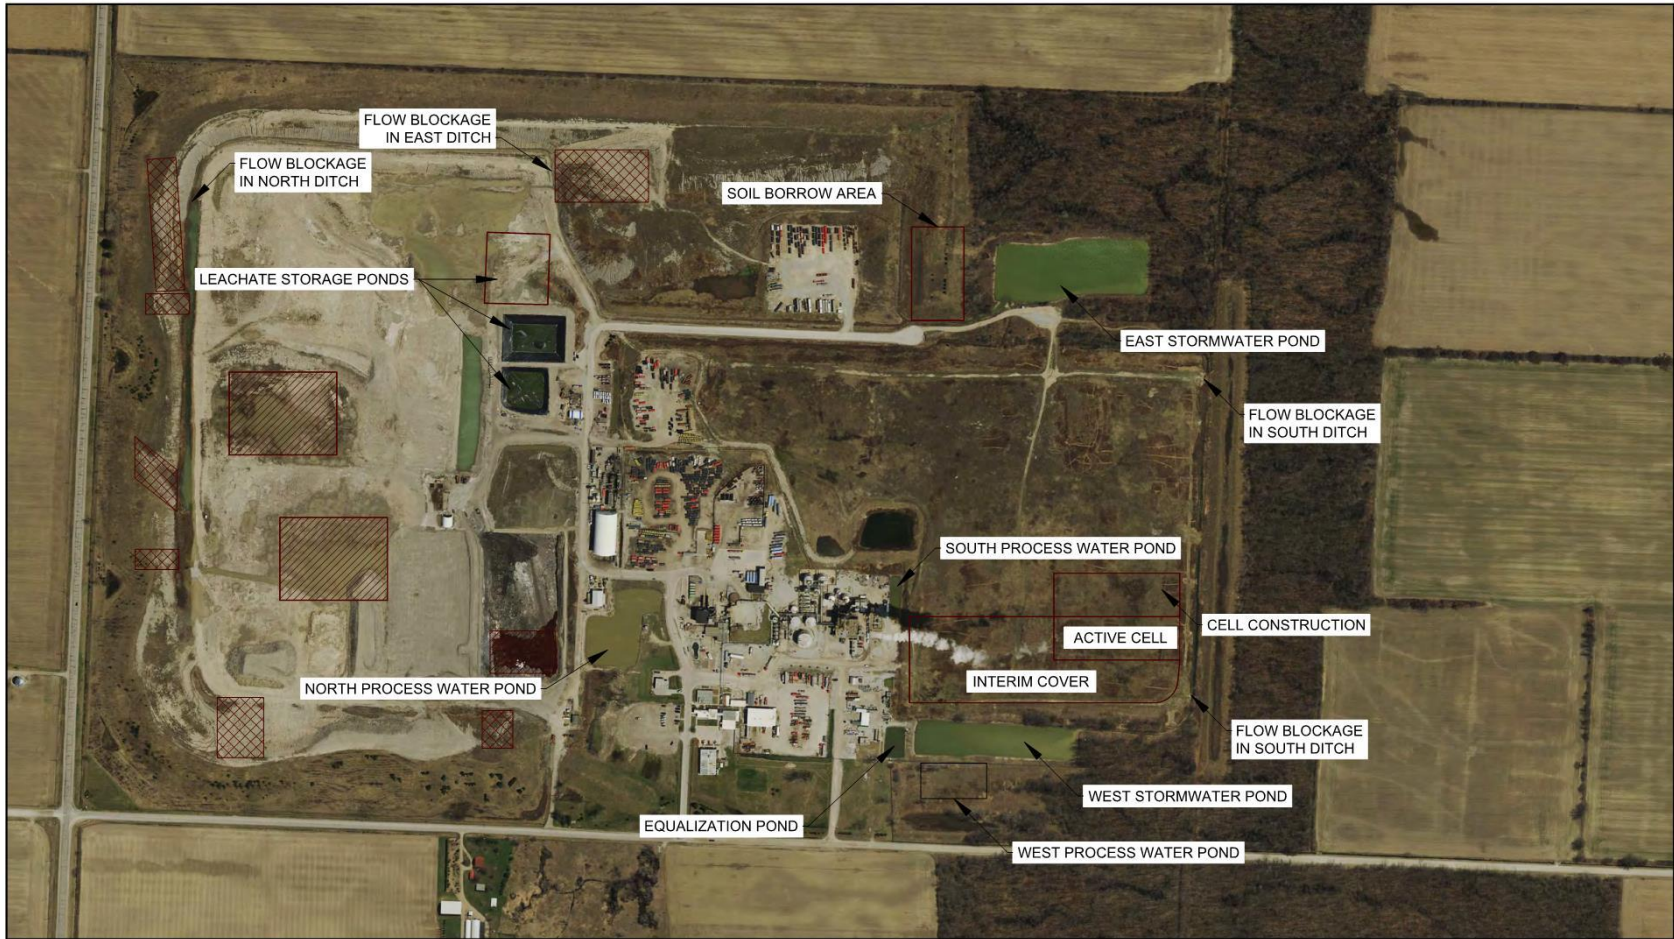 FLOW BLOCKAGE
IN EAST DITCH
FLOW BLOCKAGE
IN NORTH DITCH
SOIL BORROW AREA
LEACHATE STORAGE PONDS
EAST STORMWATER POND
FLOW BLOCKAGE
IN SOUTH DITCH
SOUTH PROCESS WATER POND
CELL CONSTRUCTION
ACTIVE CELL
INTERIM COVER
NORTH PROCESS WATER POND
FLOW BLOCKAGE
IN SOUTH DITCH
WEST STORMWATER POND
EQUALIZATION POND
WEST PROCESS WATER POND